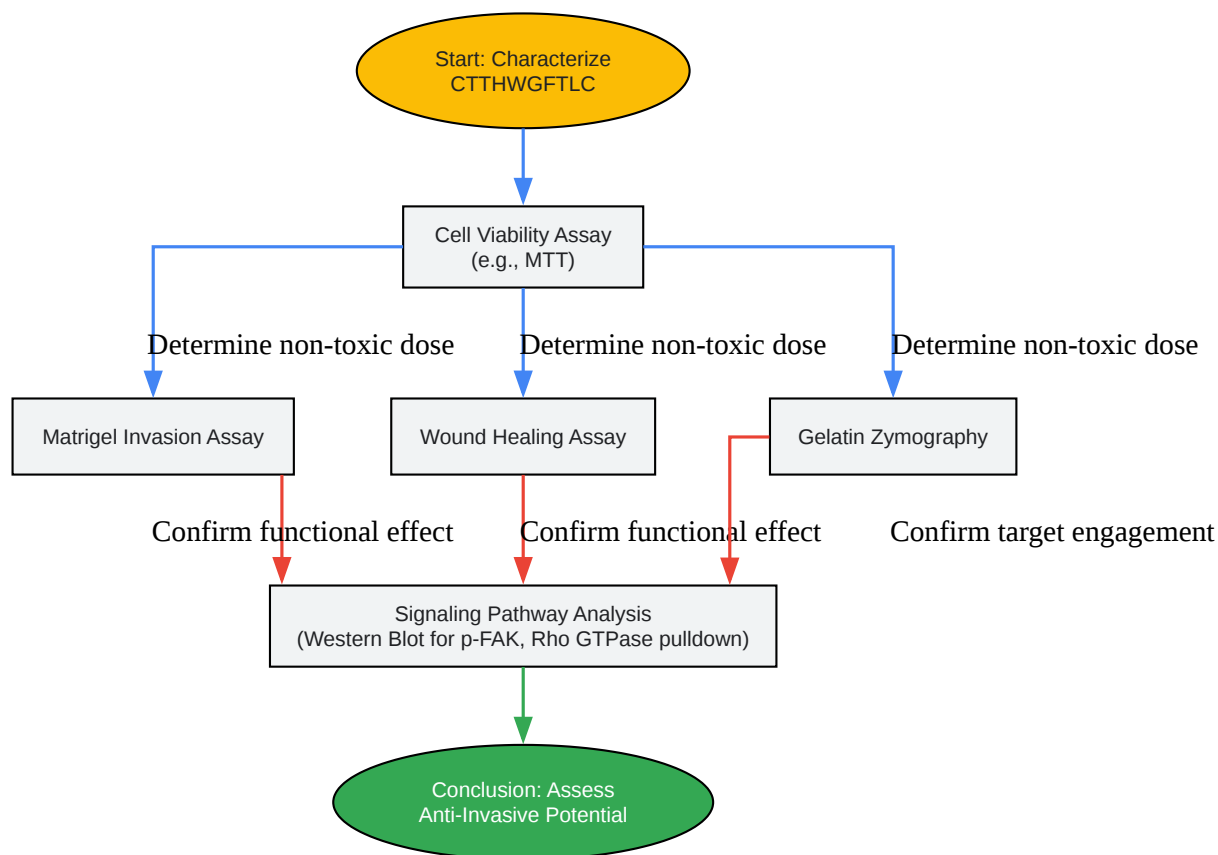 Start: Characterize
CTTHWGFTLC
Cell Viability Assay
(e.g., MTT)
Determine non-toxic dose
Determine non-toxic dose
Determine non-toxic dose
Matrigel Invasion Assay
Wound Healing Assay
Gelatin Zymography
Confirm functional effect
Confirm functional effect
Confirm target engagement
Signaling Pathway Analysis
(Western Blot for p-FAK, Rho GTPase pulldown)
Conclusion: Assess
Anti-Invasive Potential